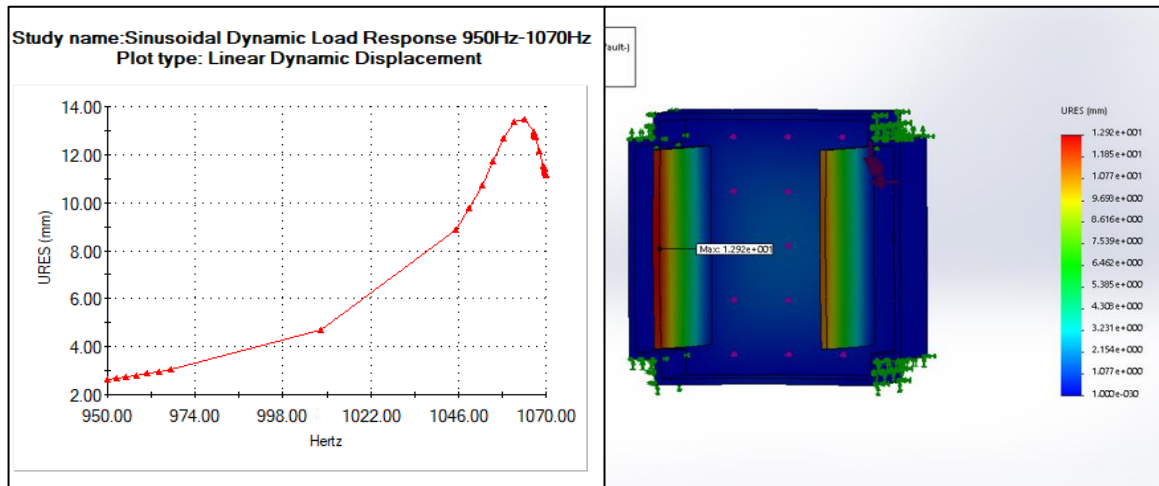 Study name:Sinusoidal Dynamic Load Response 950Hz-1070Hz
Plot type: Linear Dynamic Displacement
14.00
12.00
10.00
8.00
6.00
4.00
2.00
URES (mm)
950.00 974.00 998.00 1022.00 1046.00 1070.00
Hertz
ault-)
Max: 1.292e+001
URES (mm)
1.292e+001
1.185e+001
1.077e+001
9.693e+000
8.616e+000
7.539e+000
6.462e+000
5.385e+000
4.308e+000
3.231e+000
2.154e+000
1.000e-030